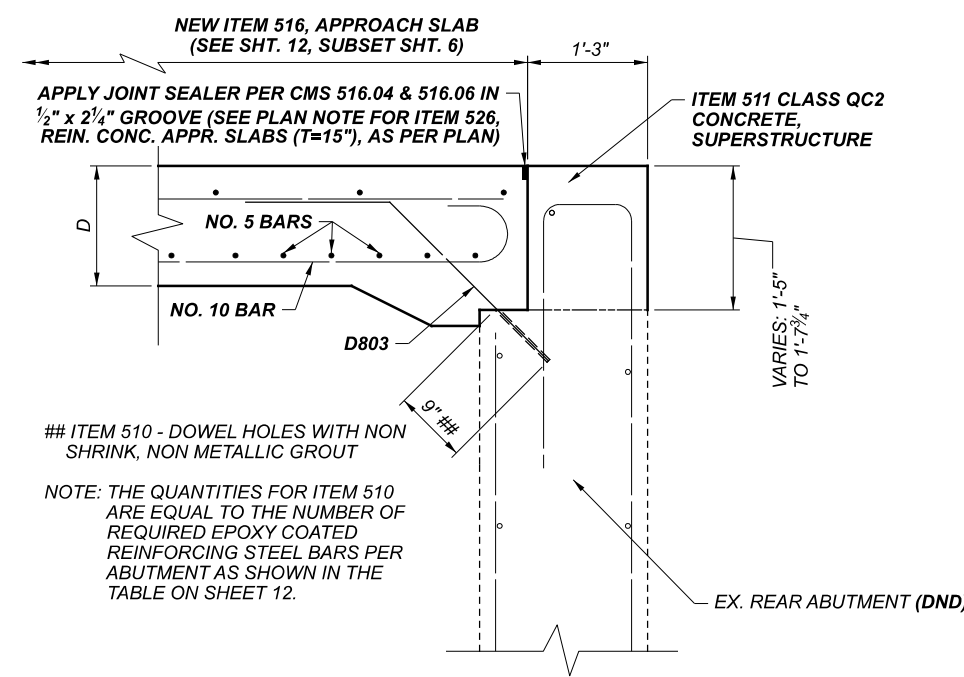 NEW ITEM 516, APPROACH SLAB
(SEE SHT. 12, SUBSET SHT. 6)
1'-3"
APPLY JOINT SEALER PER CMS 516.04 & 516.06 IN
1/2" x 2 1/4" GROOVE (SEE PLAN NOTE FOR ITEM 526,
REIN. CONC. APPR. SLABS (T=15"), AS PER PLAN)
ITEM 511 CLASS QC2
CONCRETE,
SUPERSTRUCTURE
D
NO. 5 BARS
NO. 10 BAR
D803
VARIES: 1'-5"
TO 1'-7 3/4"
9" ##
## ITEM 510 - DOWEL HOLES WITH NON
SHRINK, NON METALLIC GROUT
NOTE: THE QUANTITIES FOR ITEM 510
ARE EQUAL TO THE NUMBER OF
REQUIRED EPOXY COATED
REINFORCING STEEL BARS PER
ABUTMENT AS SHOWN IN THE
TABLE ON SHEET 12.
EX. REAR ABUTMENT (DND)